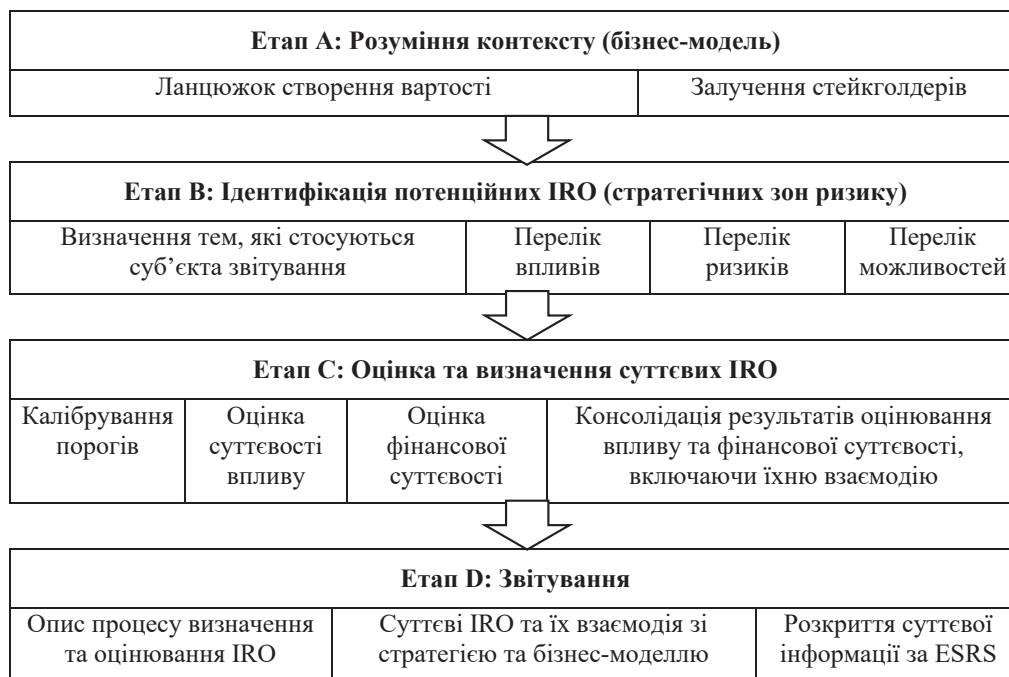 Етап A: Розуміння контексту (бізнес-модель)
Ланцюжок створення вартості
Залучення стейкголдерів
Етап B: Ідентифікація потенційних IRO (стратегічних зон ризику)
Визначення тем, які стосуються
суб’єкта звітування
Перелік
впливів
Перелік
ризиків
Перелік
можливостей
Етап C: Оцінка та визначення суттєвих IRO
Калібрування
порогів
Оцінка
суттєвості
впливу
Оцінка
фінансової
суттєвості
Консолідація результатів оцінювання
впливу та фінансової суттєвості,
включаючи їхню взаємодію
Етап D: Звітування
Опис процесу визначення
та оцінювання IRO
Суттєві IRO та їх взаємодія зі
стратегією та бізнес-моделлю
Розкриття суттєвої
інформації за ESRS